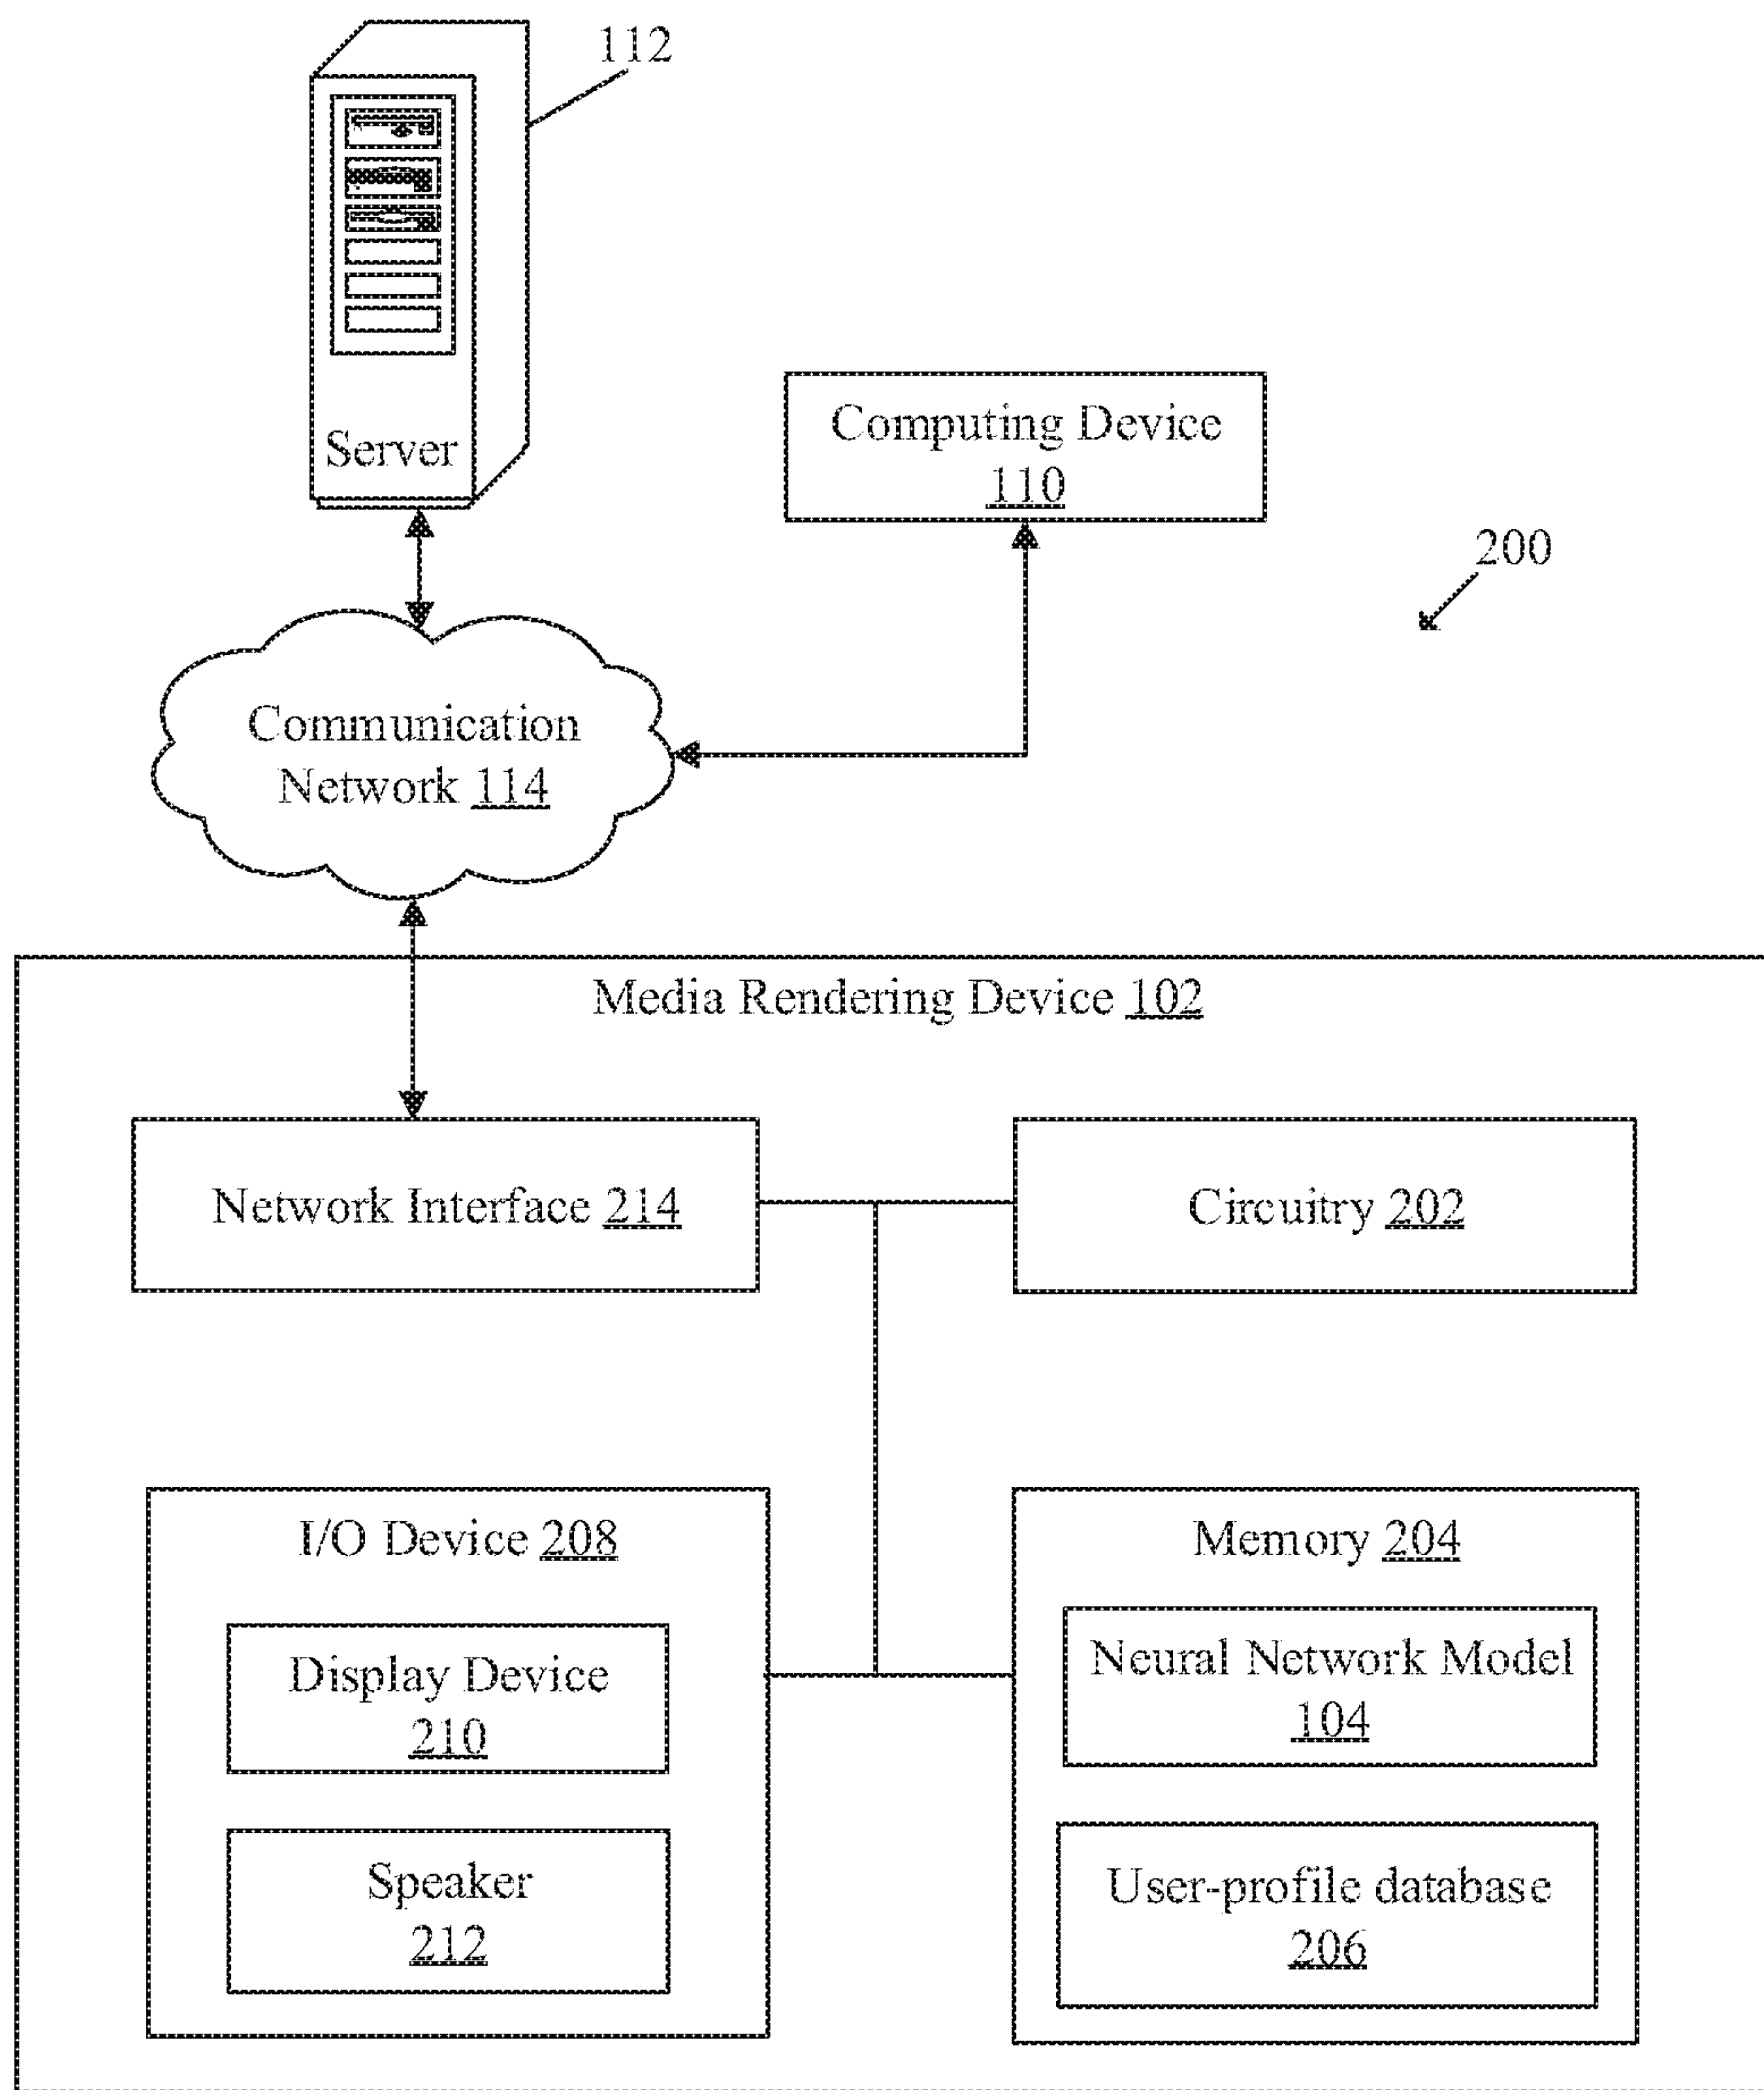 112
Server
Computing Device
110
200
Communication
Network 114
Media Rendering Device 102
Network Interface 214
Circuitry 202
I/O Device 208
Display Device
210
Speaker
212
Memory 204
Neural Network Model
104
User-profile database
206